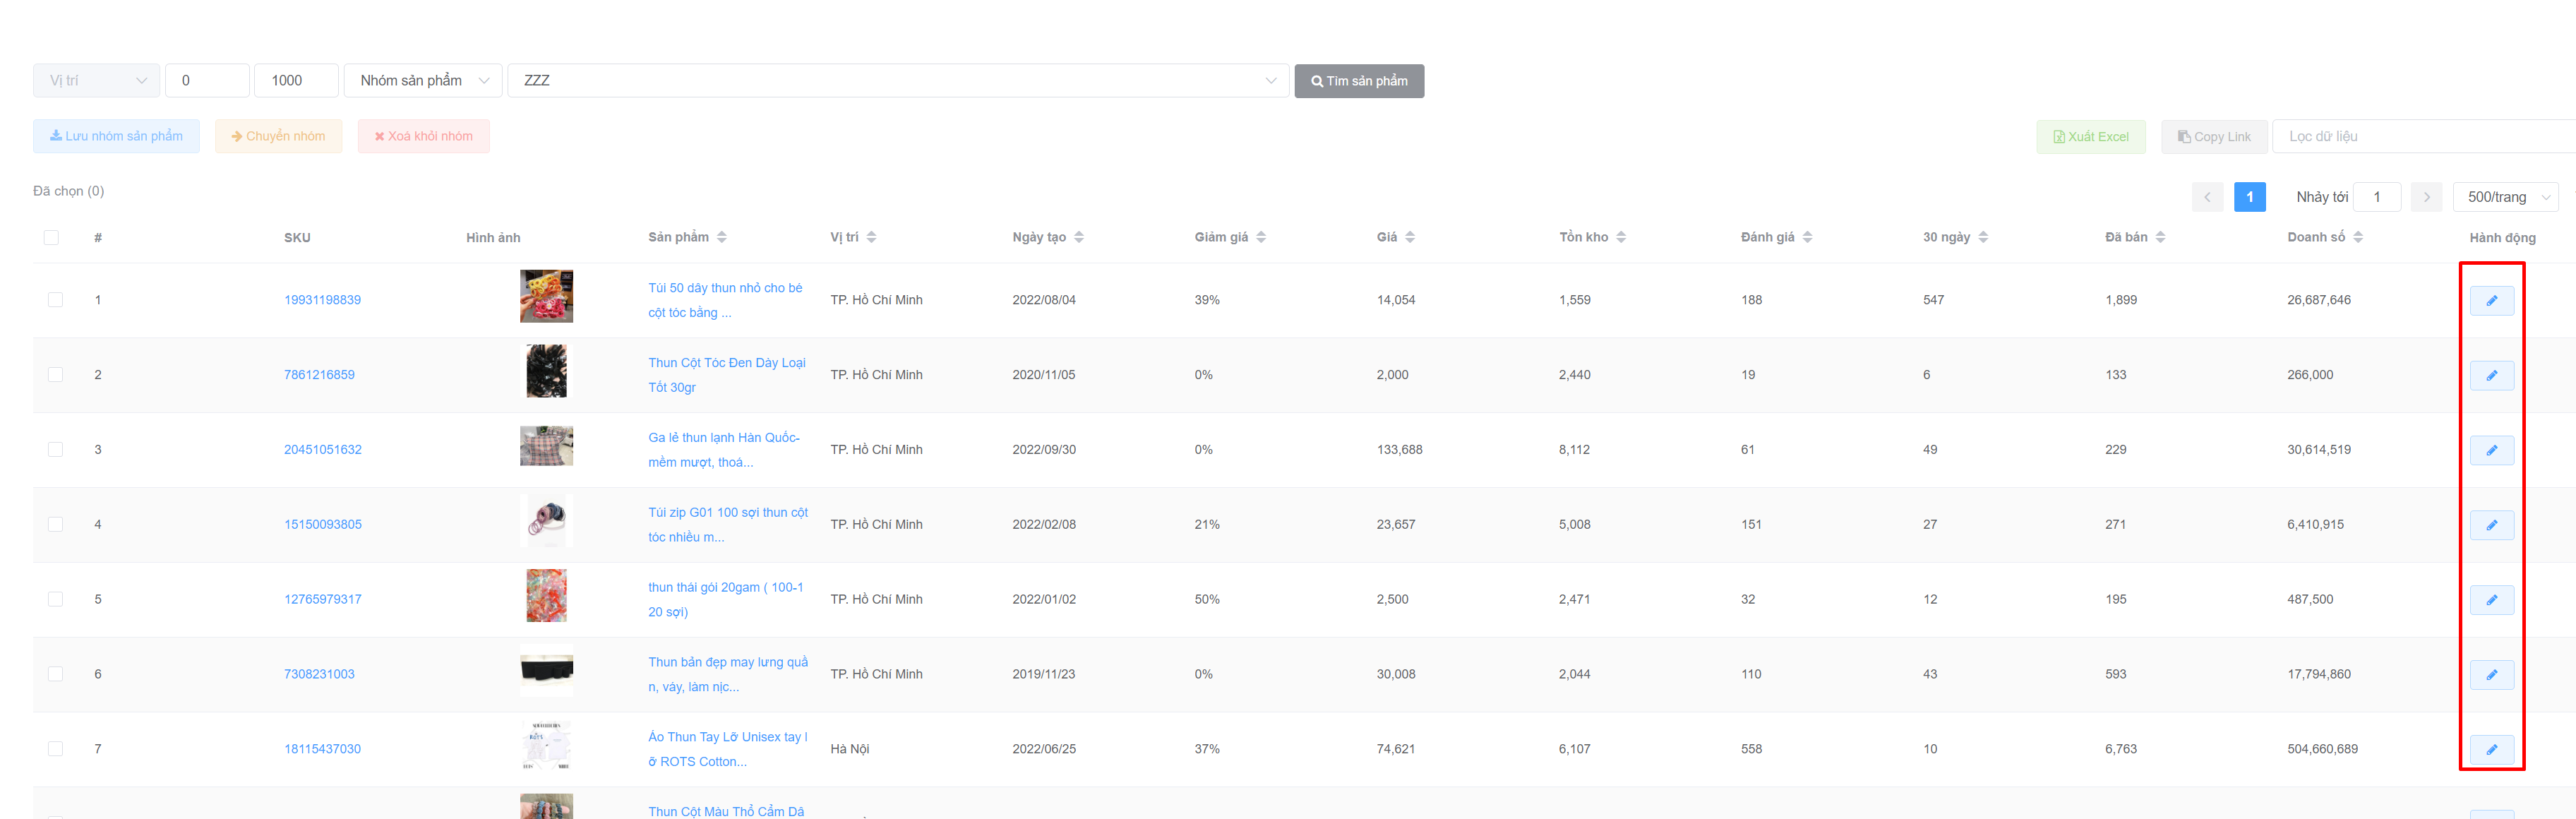 Vị trí 0 1000 Nhóm sản phẩm ZZZ Tìm sản phẩm
Lưu nhóm sản phẩm Chuyển nhóm Xoá khỏi nhóm Xuất Excel Copy Link Lọc dữ liệu
Đã chọn (0) 1 Nhảy tới 1 500/trang
# SKU Hình ảnh Sản phẩm Vị trí Ngày tạo Giảm giá Giá Tồn kho Đánh giá 30 ngày Đã bán Doanh số Hành động
1 19931198839 Túi 50 dây thun nhỏ cho bé TP. Hồ Chí Minh 2022/08/04 39% 14,054 1,559 188 547 1,899 26,687,646
cột tóc bằng ...
2 7861216859 Thun Cột Tóc Đen Dây Loại TP. Hồ Chí Minh 2020/11/05 0% 2,000 2,440 19 6 133 266,000
Tốt 30gr
3 20451051632 Ga lẻ thun lạnh Hàn Quốc- TP. Hồ Chí Minh 2022/09/30 0% 133,688 8,112 61 49 229 30,614,519
mềm mượt, thoá...
4 15150093805 Túi zip G01 100 sợi thun cột TP. Hồ Chí Minh 2022/02/08 21% 23,657 5,008 151 27 271 6,410,915
tóc nhiều m...
5 12765979317 thun thái gói 20gam ( 100-1 TP. Hồ Chí Minh 2022/01/02 50% 2,500 2,471 32 12 195 487,500
20 sợi)
6 7308231003 Thun bản đẹp may lưng quầ TP. Hồ Chí Minh 2019/11/23 0% 30,008 2,044 110 43 593 17,794,860
n, váy, làm nịc...
7 18115437030 Áo Thun Tay Lỡ Unisex tay l Hà Nội 2022/06/25 37% 74,621 6,107 558 10 6,763 504,660,689
ỡ ROTS Cotton...
Thun Cột Màu Thổ Cẩm Dâ